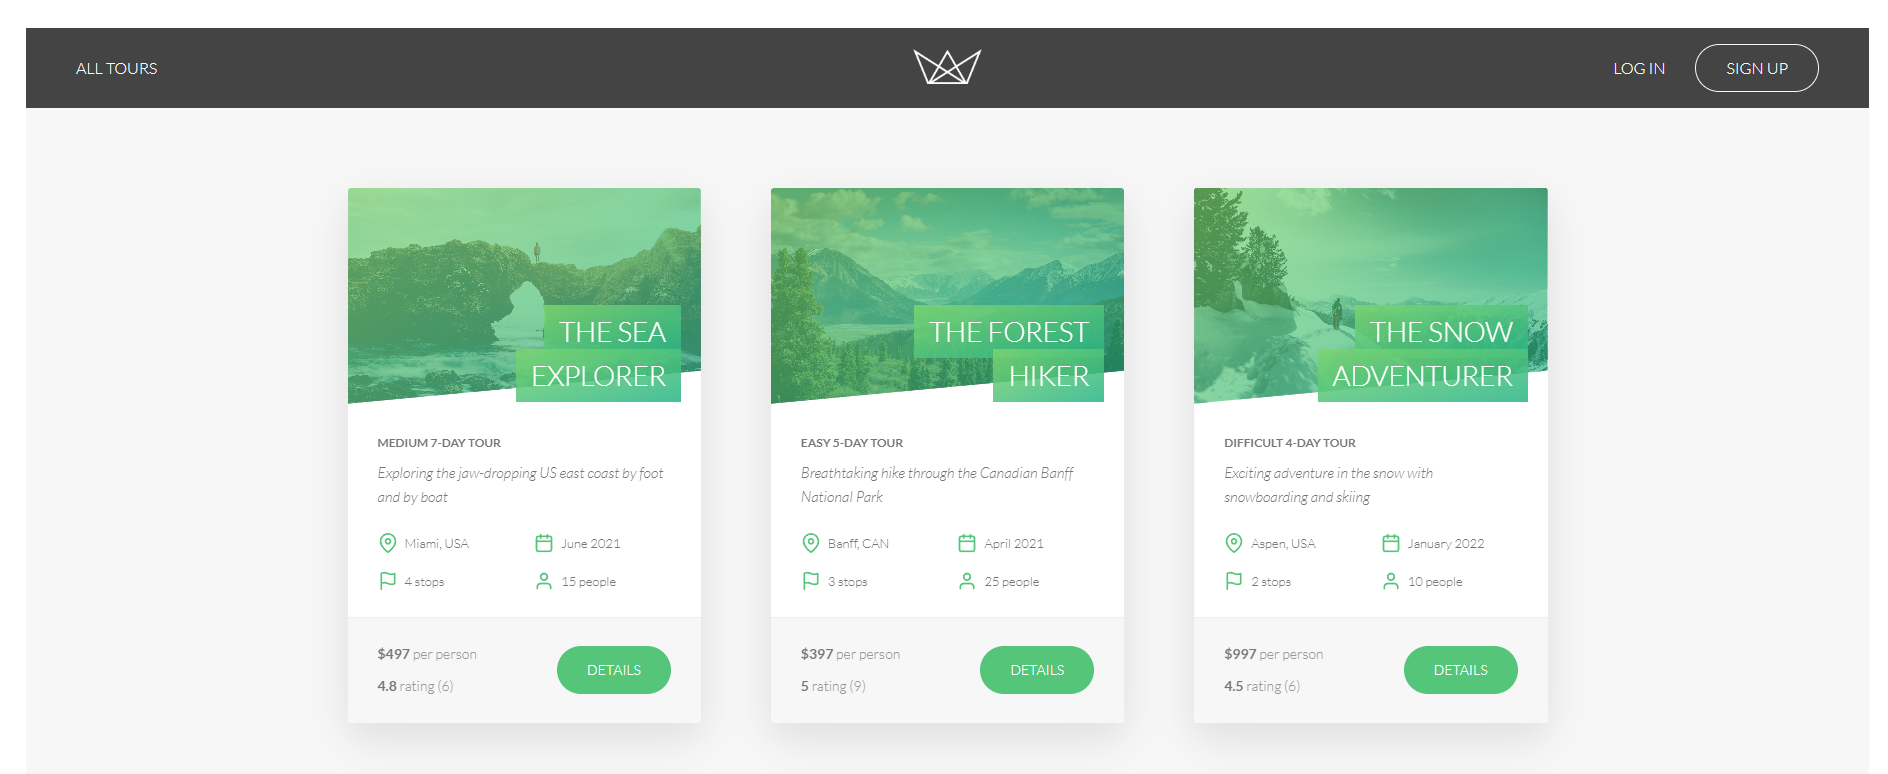 ALL TOURS
LOG IN
SIGN UP
THE SEA
EXPLORER
MEDIUM 7-DAY TOUR
Exploring the jaw-dropping US east coast by foot
and by boat
Miami, USA
June 2021
4 stops
15 people
$497 per person
4.8 rating (6)
DETAILS
THE FOREST
HIKER
EASY 5-DAY TOUR
Breathtaking hike through the Canadian Banff
National Park
Banff, CAN
April 2021
3 stops
25 people
$397 per person
5 rating (9)
DETAILS
THE SNOW
ADVENTURER
DIFFICULT 4-DAY TOUR
Exciting adventure in the snow with
snowboarding and skiing
Aspen, USA
January 2022
2 stops
10 people
$997 per person
4.5 rating (6)
DETAILS